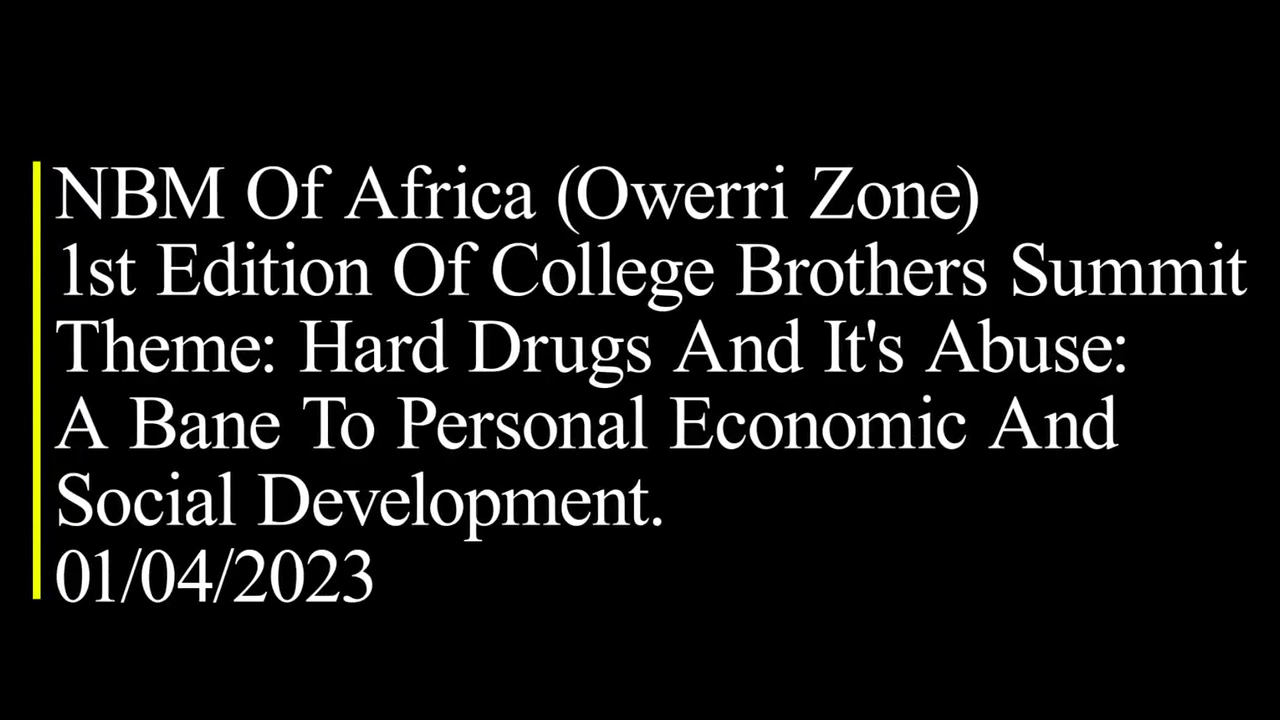 NBM Of Africa (Owerri Zone)
1st Edition Of College Brothers Summit
Theme: Hard Drugs And It's Abuse:
A Bane To Personal Economic And
Social Development.
01/04/2023